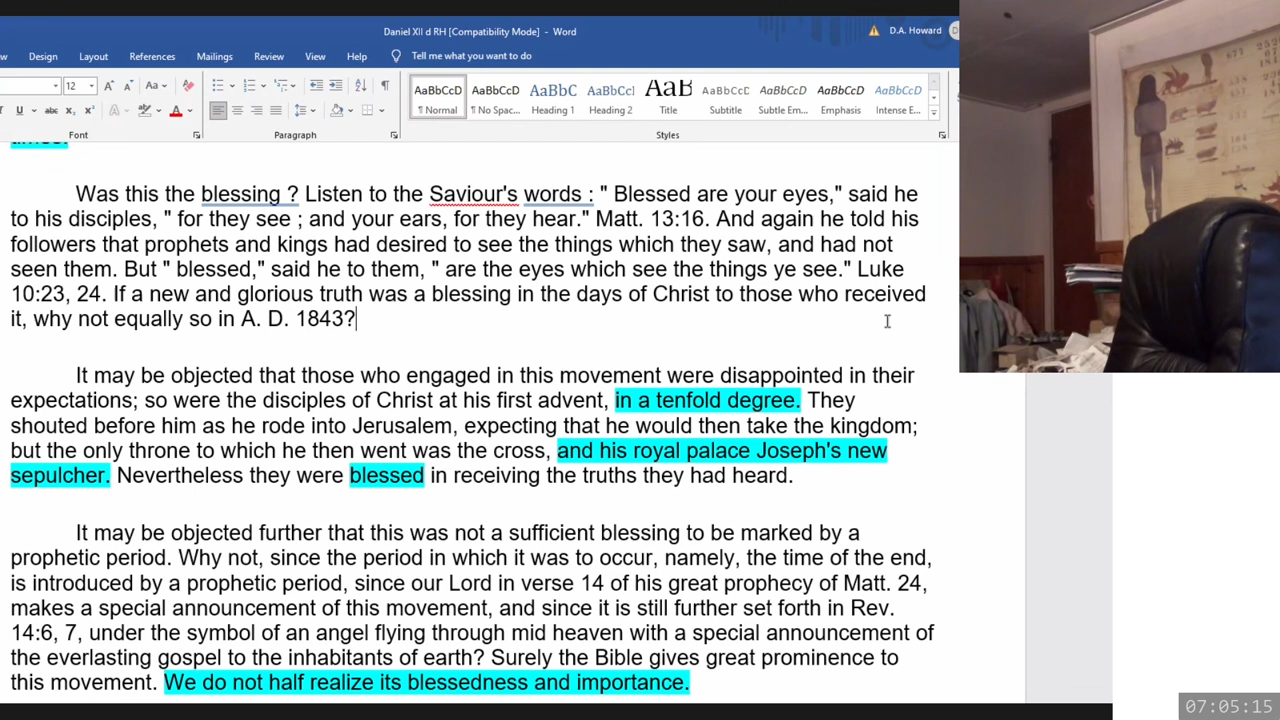 Daniel XII d RH [Compatibility Mode] - Word
D.A. Howard
Design Layout References Mailings Review View Help Tell me what you want to do
12 Aa
AaBbCcD AaBbCcD AaBbC AaBbCcI AaB AaBbCcD AaBbCcD AaBbCcD AaBbCcD
¶ Normal ¶ No Spac... Heading 1 Heading 2 Title Subtitle Subtle Em... Emphasis Intense E...
Font Paragraph Styles
times.
Was this the blessing ? Listen to the Saviour's words : " Blessed are your eyes," said he
to his disciples, " for they see ; and your ears, for they hear." Matt. 13:16. And again he told his
followers that prophets and kings had desired to see the things which they saw, and had not
seen them. But " blessed," said he to them, " are the eyes which see the things ye see." Luke
10:23, 24. If a new and glorious truth was a blessing in the days of Christ to those who received
it, why not equally so in A. D. 1843?
It may be objected that those who engaged in this movement were disappointed in their
expectations; so were the disciples of Christ at his first advent, in a tenfold degree. They
shouted before him as he rode into Jerusalem, expecting that he would then take the kingdom;
but the only throne to which he then went was the cross, and his royal palace Joseph's new
sepulcher. Nevertheless they were blessed in receiving the truths they had heard.
It may be objected further that this was not a sufficient blessing to be marked by a
prophetic period. Why not, since the period in which it was to occur, namely, the time of the end,
is introduced by a prophetic period, since our Lord in verse 14 of his great prophecy of Matt. 24,
makes a special announcement of this movement, and since it is still further set forth in Rev.
14:6, 7, under the symbol of an angel flying through mid heaven with a special announcement of
the everlasting gospel to the inhabitants of earth? Surely the Bible gives great prominence to
this movement. We do not half realize its blessedness and importance.
07:05:15